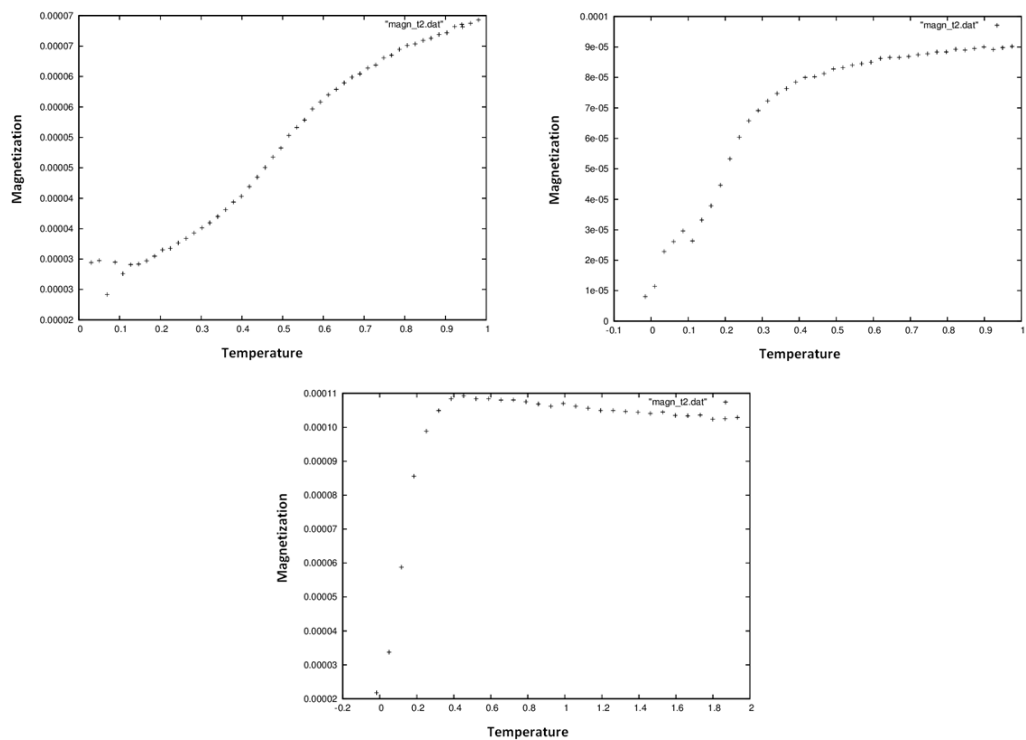 0.00007
0.00007
0.00006
0.00006
0.00005
0.00005
0.00004
0.00004
0.00003
0.00003
0.00002
0 0.1 0.2 0.3 0.4 0.5 0.6 0.7 0.8 0.9 1
"magn_t2.dat"
Magnetization
Temperature
0.0001
9e-05
8e-05
7e-05
6e-05
5e-05
4e-05
3e-05
2e-05
1e-05
0
-0.1 0 0.1 0.2 0.3 0.4 0.5 0.6 0.7 0.8 0.9 1
"magn_t2.dat"
Magnetization
Temperature
0.00011
0.00010
0.00009
0.00008
0.00007
0.00006
0.00005
0.00004
0.00003
0.00002
-0.2 0 0.2 0.4 0.6 0.8 1 1.2 1.4 1.6 1.8 2
"magn_t2.dat"
Magnetization
Temperature